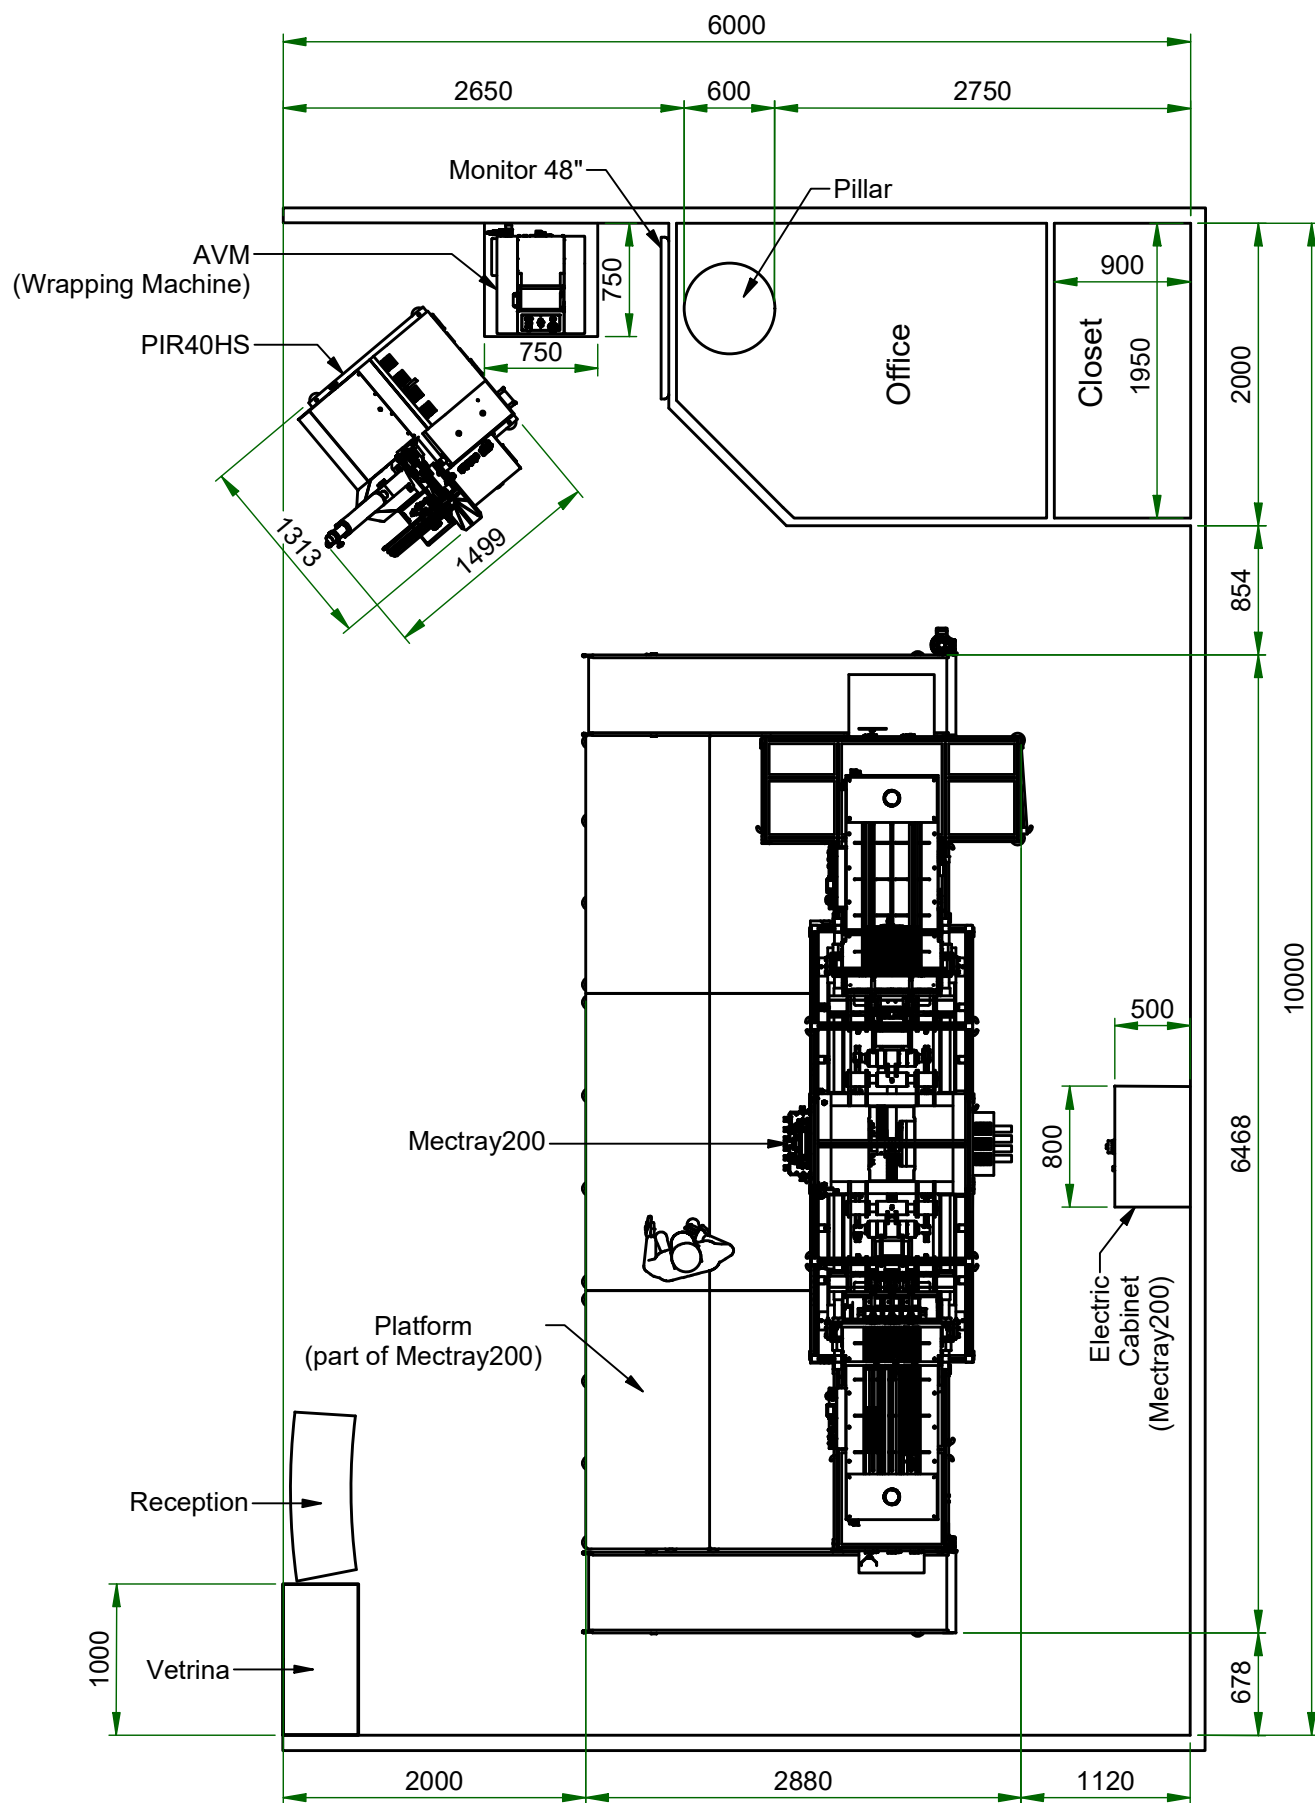 6000
2650
600
2750
Monitor 48"
Pillar
AVM
(Wrapping Machine)
PIR40HS
750
750
900
1950
2000
Office
Closet
1313
1499
854
10000
500
800
6468
Mectray200
Electric
Cabinet
(Mectray200)
Platform
(part of Mectray200)
Reception
1000
Vetrina
678
2000
2880
1120